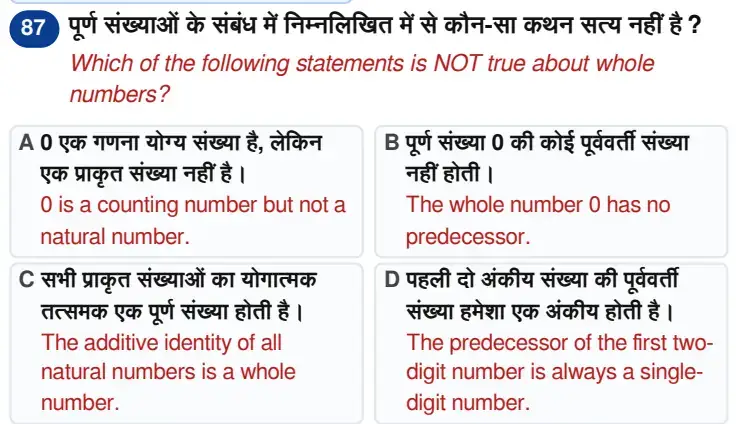 87 पूर्ण संख्याओं के संबंध में निम्नलिखित में से कौन-सा कथन सत्य नहीं है ?
Which of the following statements is NOT true about whole
numbers?
A 0 एक गणना योग्य संख्या है, लेकिन
एक प्राकृत संख्या नहीं है।
0 is a counting number but not a
natural number.
B पूर्ण संख्या 0 की कोई पूर्ववर्ती संख्या
नहीं होती।
The whole number 0 has no
predecessor.
C सभी प्राकृत संख्याओं का योगात्मक
तत्समक एक पूर्ण संख्या होती है।
The additive identity of all
natural numbers is a whole
number.
D पहली दो अंकीय संख्या की पूर्ववर्ती
संख्या हमेशा एक अंकीय होती है।
The predecessor of the first two-
digit number is always a single-
digit number.